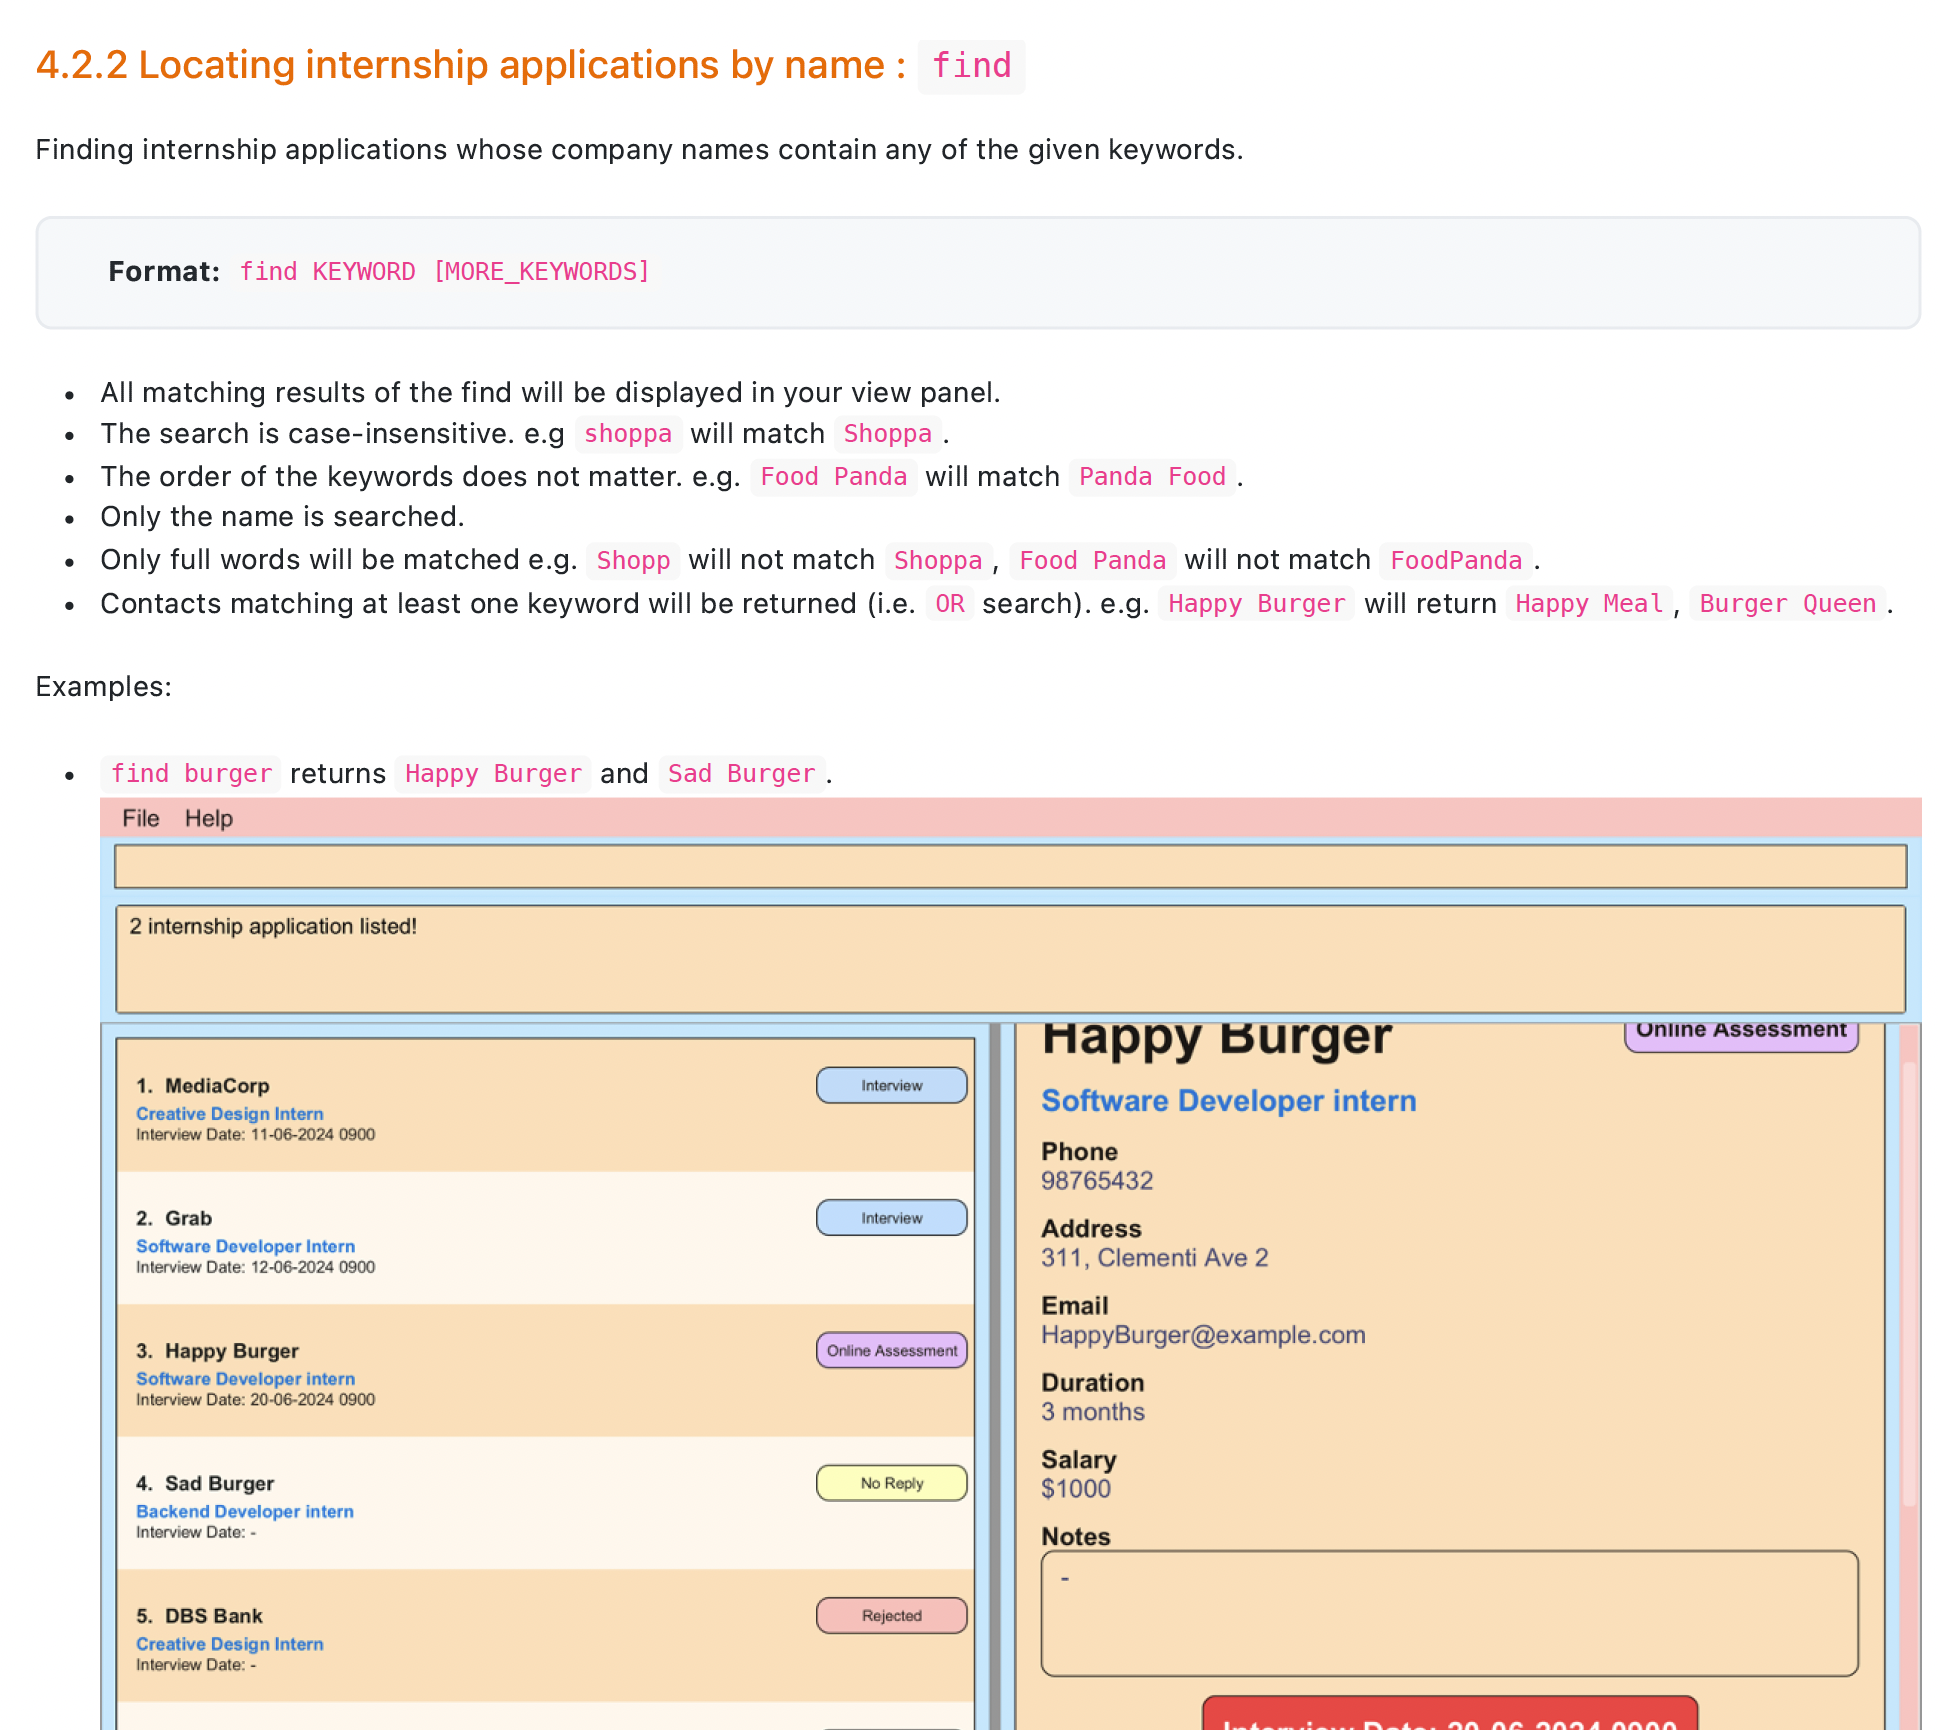 4.2.2 Locating internship applications by name : find
Finding internship applications whose company names contain any of the given keywords.
Format: find KEYWORD [MORE_KEYWORDS]
• All matching results of the find will be displayed in your view panel.
• The search is case-insensitive. e.g shoppa will match Shoppa .
• The order of the keywords does not matter. e.g. Food Panda will match Panda Food .
• Only the name is searched.
• Only full words will be matched e.g. Shopp will not match Shoppa , Food Panda will not match FoodPanda .
• Contacts matching at least one keyword will be returned (i.e. OR search). e.g. Happy Burger will return Happy Meal , Burger Queen .
Examples:
• find burger returns Happy Burger and Sad Burger .
File Help
2 internship application listed!
1. MediaCorp
Interview
Creative Design Intern
Interview Date: 11-06-2024 0900
2. Grab
Interview
Software Developer Intern
Interview Date: 12-06-2024 0900
3. Happy Burger
Online Assessment
Software Developer intern
Interview Date: 20-06-2024 0900
4. Sad Burger
No Reply
Backend Developer intern
Interview Date: -
5. DBS Bank
Rejected
Creative Design Intern
Interview Date: -
Happy Burger
Online Assessment
Software Developer intern
Phone
98765432
Address
311, Clementi Ave 2
Email
HappyBurger@example.com
Duration
3 months
Salary
$1000
Notes
-
Interview Date: 20-06-2024 0900